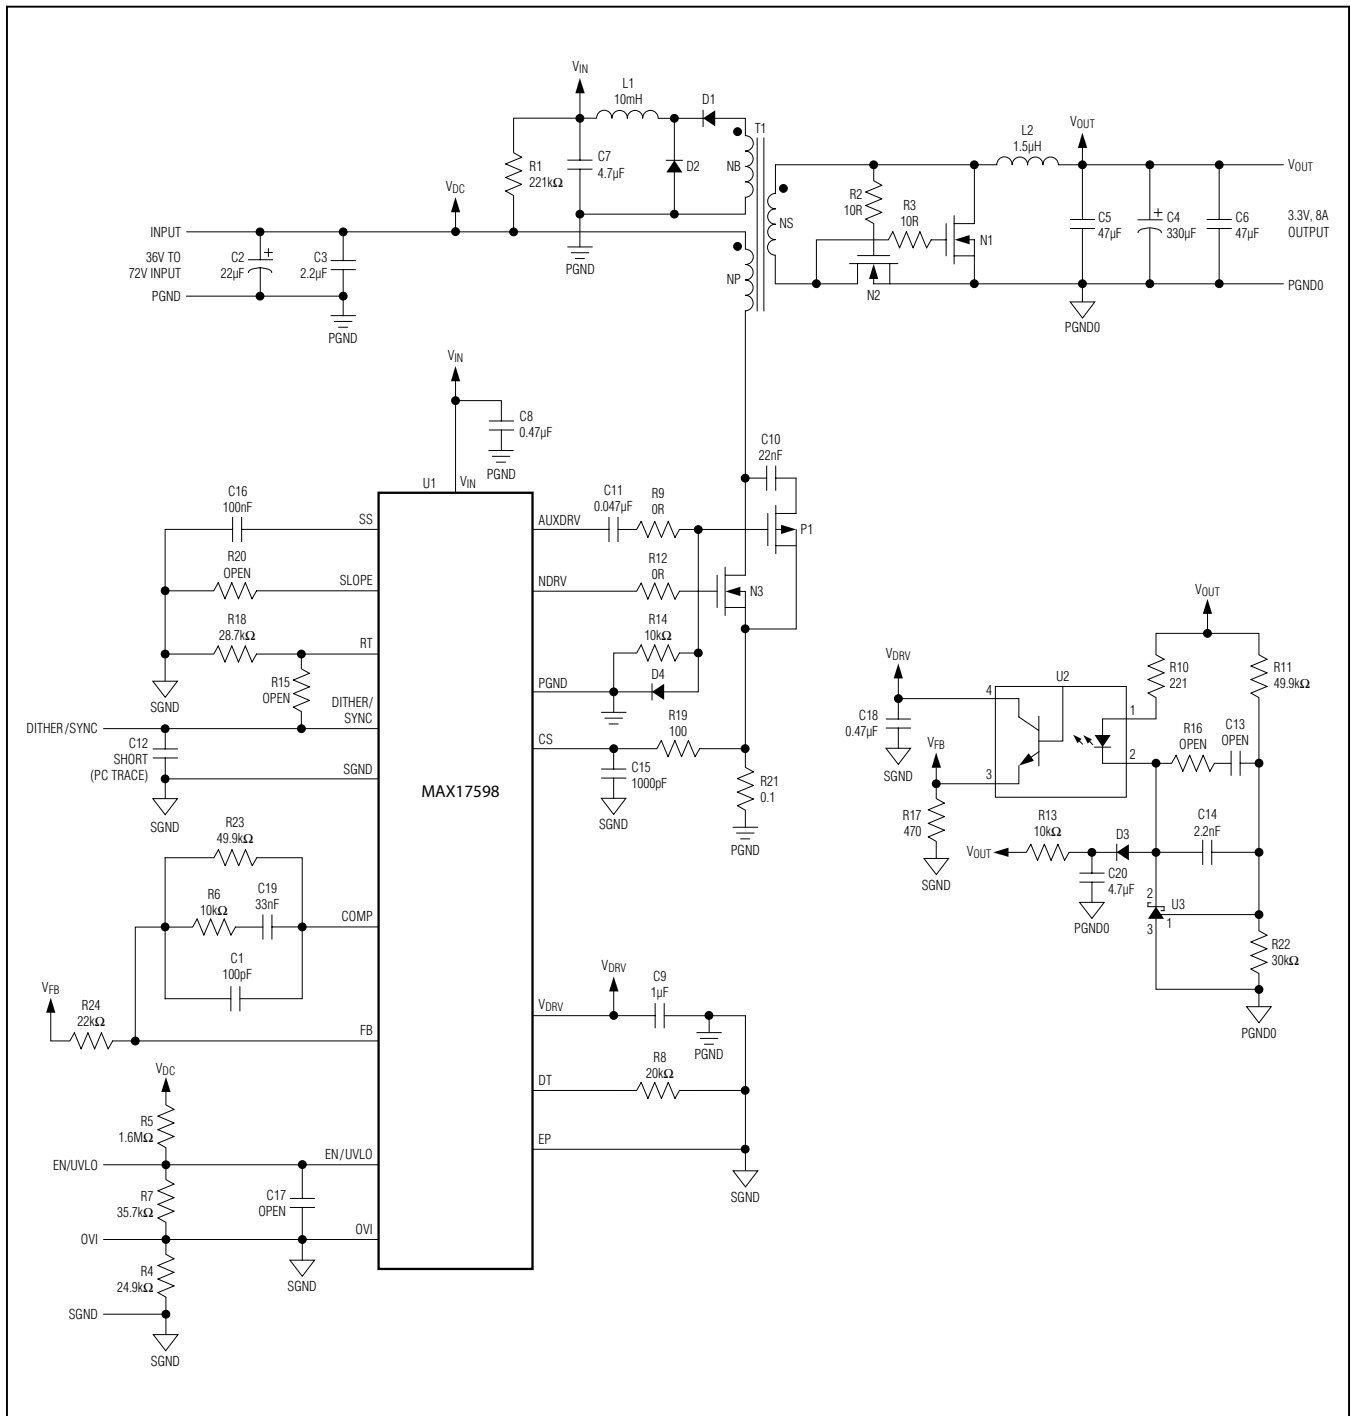 VIN
L1
10mH
D1
T1
R1
221kΩ
C7
4.7µF
D2
NB
L2
1.5µH
VOUT
VOUT
R2
10R
R3
10R
N1
NS
C5
47µF
C4
330µF
C6
47µF
3.3V, 8A
OUTPUT
VDC
INPUT
36V TO
72V INPUT
C2
22µF
C3
2.2µF
PGND
PGND
PGND
NP
N2
PGND0
PGND0
VIN
C8
0.47µF
PGND
U1
VIN
C10
22nF
C16
100nF
SS
AUXDRV
C11
0.047µF
R9
0R
P1
R20
OPEN
SLOPE
NDRV
R12
0R
N3
R18
28.7kΩ
RT
R14
10kΩ
R15
OPEN
SGND
PGND
D4
DITHER/
SYNC
DITHER/SYNC
C12
SHORT
(PC TRACE)
CS
R19
100
SGND
C15
1000pF
R21
0.1
SGND
SGND
PGND
MAX17598
VOUT
VDRV
U2
4
R10
221
R11
49.9kΩ
1
C18
0.47µF
R16
OPEN
C13
OPEN
VFB
2
SGND
3
R17
470
R13
10kΩ
D3
C14
2.2nF
VOUT
C20
4.7µF
SGND
2
U3
3
1
PGND0
R22
30kΩ
PGND0
R23
49.9kΩ
R6
10kΩ
C19
33nF
COMP
C1
100pF
VFB
R24
22kΩ
FB
VDRV
C9
1µF
VDRV
PGND
R8
20kΩ
DT
EP
SGND
VDC
R5
1.6MΩ
EN/UVLO
EN/UVLO
R7
35.7kΩ
C17
OPEN
OVI
OVI
R4
24.9kΩ
SGND
SGND
SGND